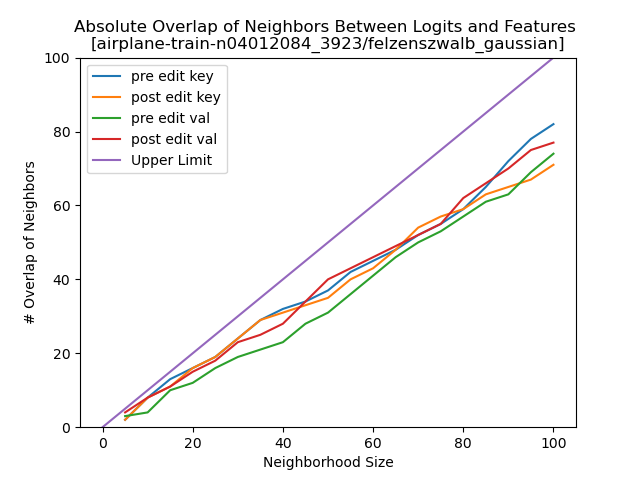 Absolute Overlap of Neighbors Between Logits and Features
[airplane-train-n04012084_3923/felzenszwalb_gaussian]
pre edit key
post edit key
pre edit val
post edit val
Upper Limit
# Overlap of Neighbors
100
80
60
40
20
0
0 20 40 60 80 100
Neighborhood Size